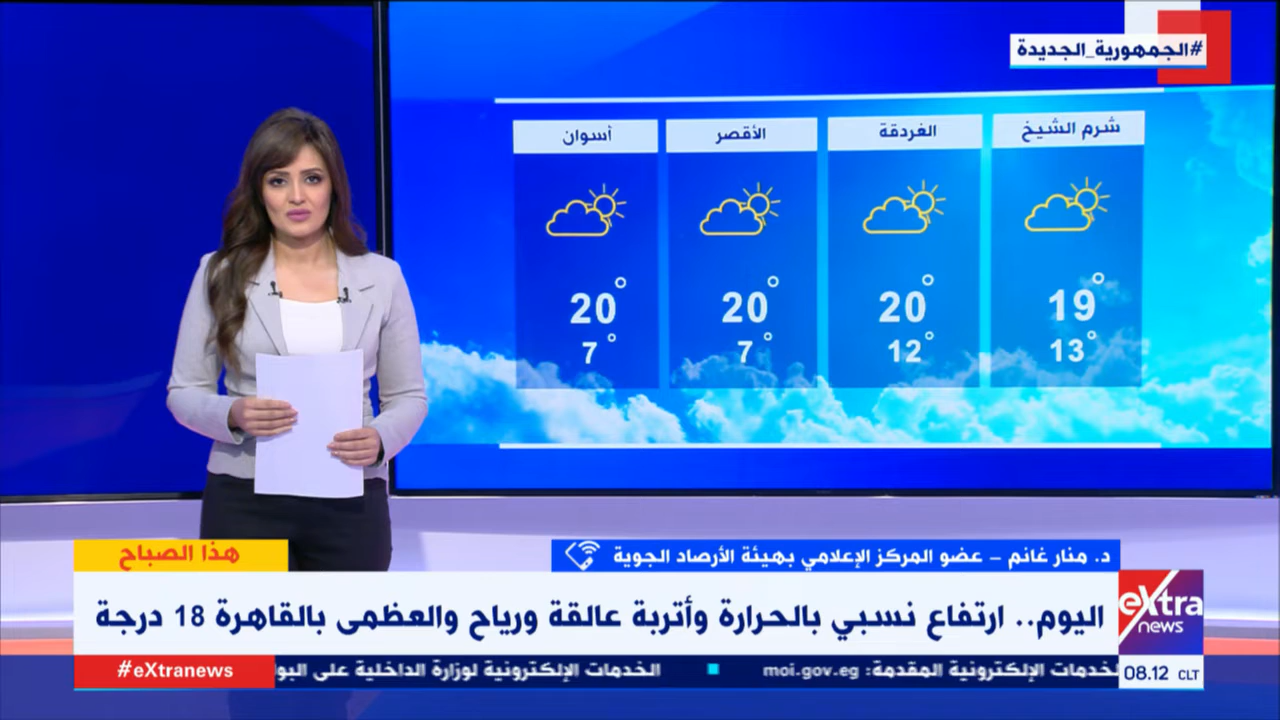 #الجمهورية_الجديدة
شرم الشيخ
19°
13°
الغردقة
20°
12°
الأقصر
20°
7°
أسوان
20°
7°
هذا الصباح
د. منار غانم – عضو المركز الإعلامي بهيئة الأرصاد الجوية
اليوم.. ارتفاع نسبي بالحرارة وأتربة عالقة ورياح والعظمى بالقاهرة 18 درجة
eXtra
news
لخدمات الإلكترونية المقدمة: moi.gov.eg ■ الخدمات الإلكترونية لوزارة الداخلية على البو
#eXtranews
08.12 CLT